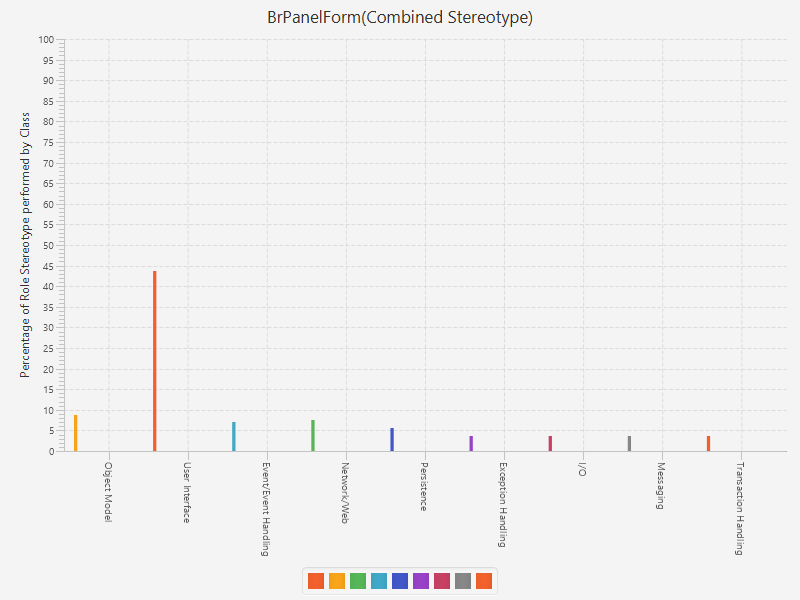 BrPanelForm(Combined Stereotype)
Percentage of Role Stereotype performed by Class
100
95
90
85
80
75
70
65
60
55
50
45
40
35
30
25
20
15
10
5
0
Object Model
User Interface
Event/Event Handling
Network/Web
Persistence
Exception Handling
I/O
Messaging
Transaction Handling